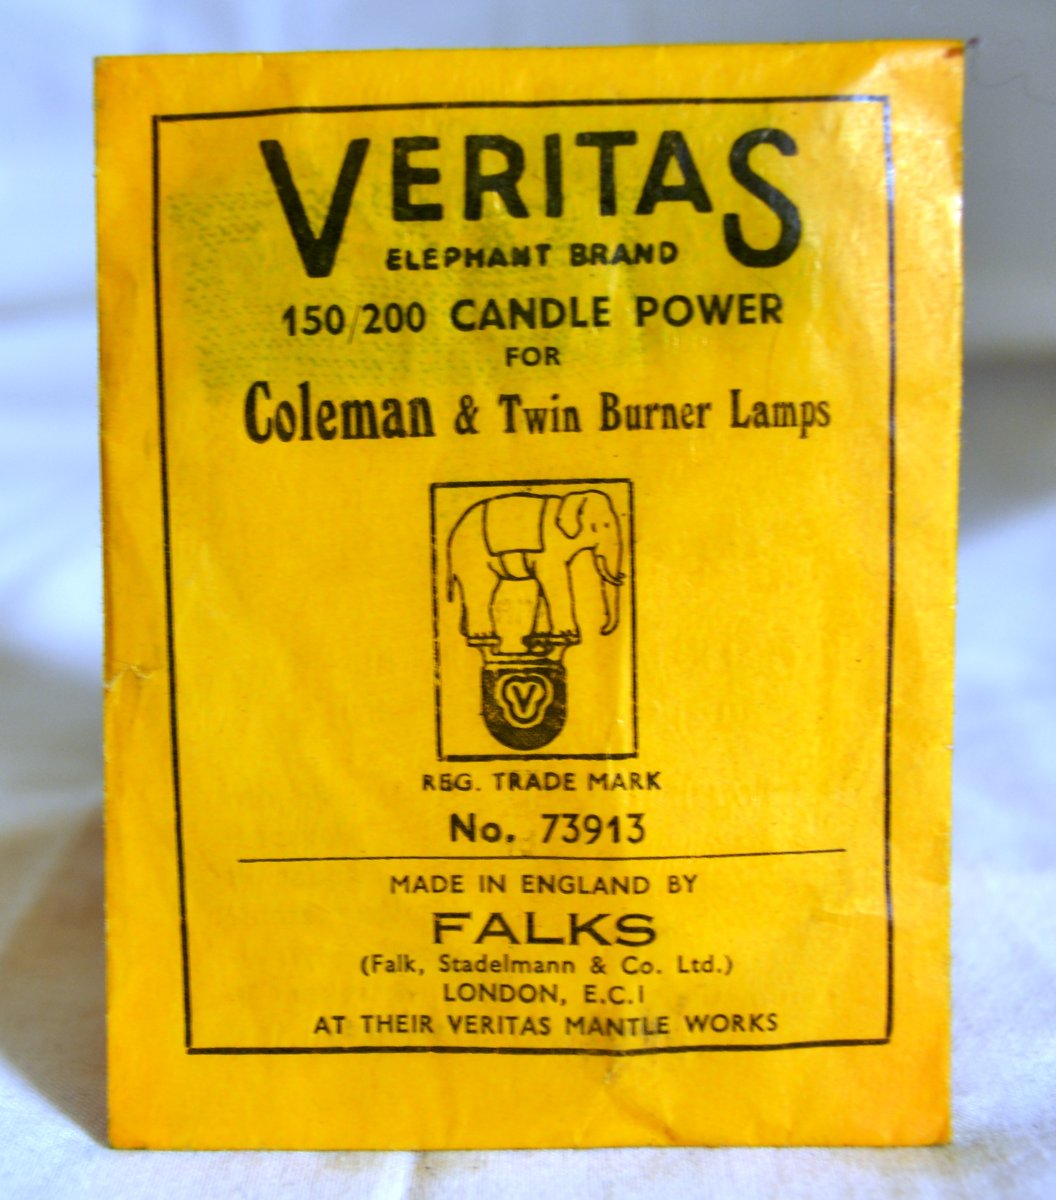 VERITAS
ELEPHANT BRAND
150/200 CANDLE POWER
FOR
Coleman & Twin Burner Lamps
V
REG. TRADE MARK
No. 73913
MADE IN ENGLAND BY
FALKS
(Falk, Stadelmann & Co. Ltd.)
LONDON, E.C.1
AT THEIR VERITAS MANTLE WORKS